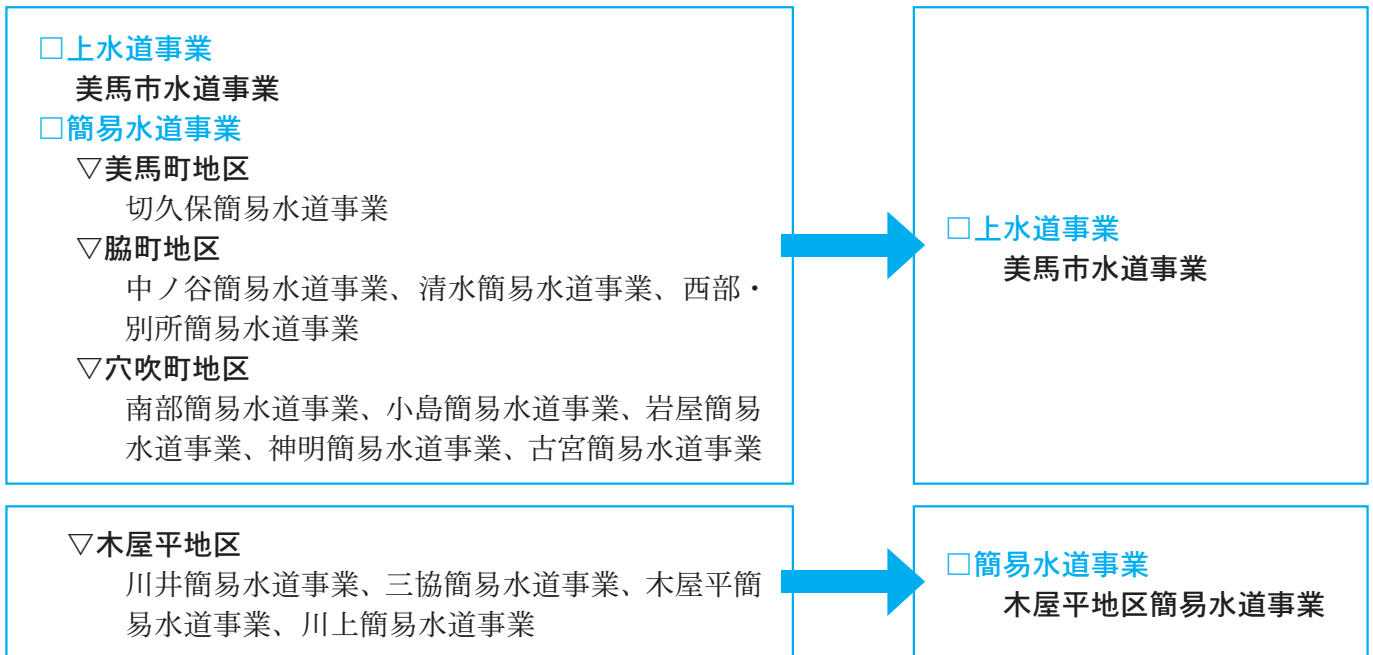 □上水道事業
美馬市水道事業
□簡易水道事業
▽美馬町地区
切久保簡易水道事業
▽脇町地区
中ノ谷簡易水道事業、清水簡易水道事業、西部・
別所簡易水道事業
▽穴吹町地区
南部簡易水道事業、小島簡易水道事業、岩屋簡易
水道事業、神明簡易水道事業、古宮簡易水道事業
□上水道事業
美馬市水道事業
▽木屋平地区
川井簡易水道事業、三協簡易水道事業、木屋平簡
易水道事業、川上簡易水道事業
□簡易水道事業
木屋平地区簡易水道事業